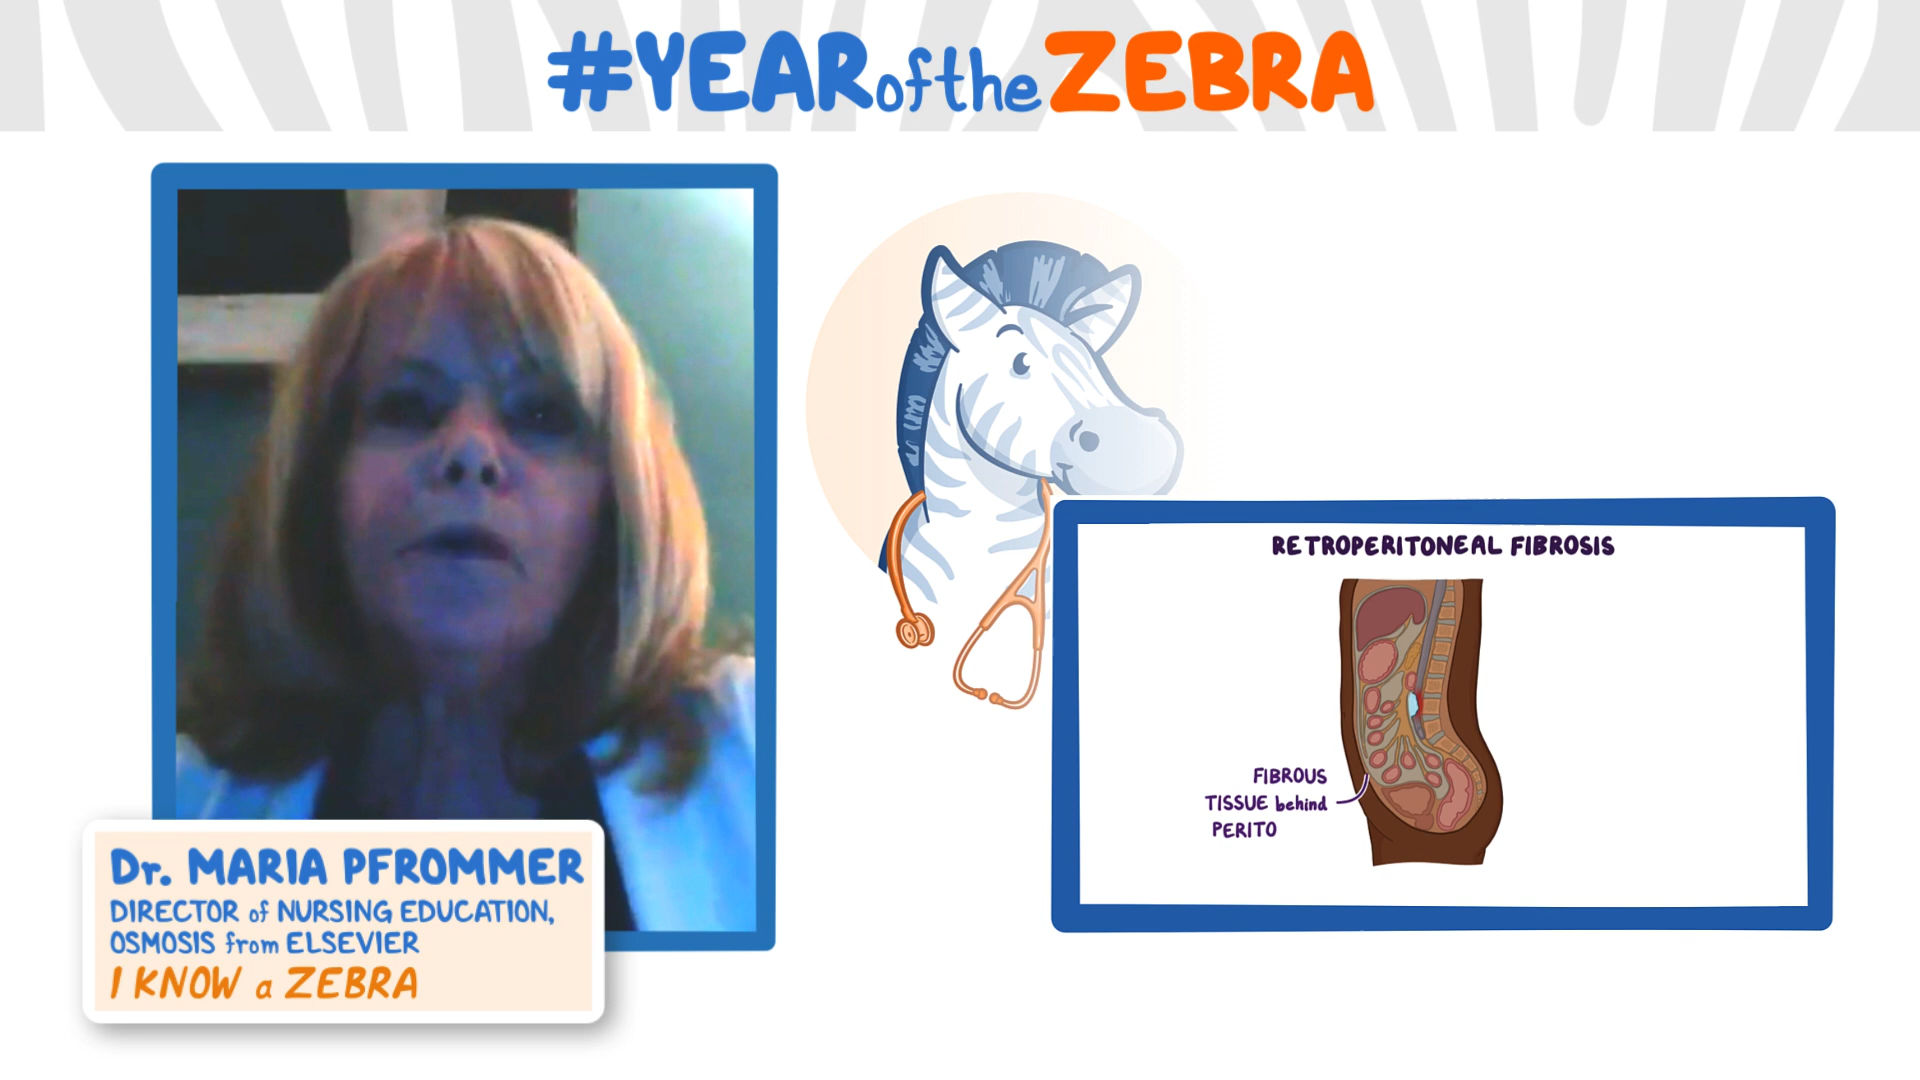 #YEARoftheZEBRA
RETROPERITONEAL FIBROSIS
FIBROUS
TISSUE behind
PERITO
Dr. MARIA PFROMMER
DIRECTOR of NURSING EDUCATION,
OSMOSIS from ELSEVIER
I KNOW a ZEBRA